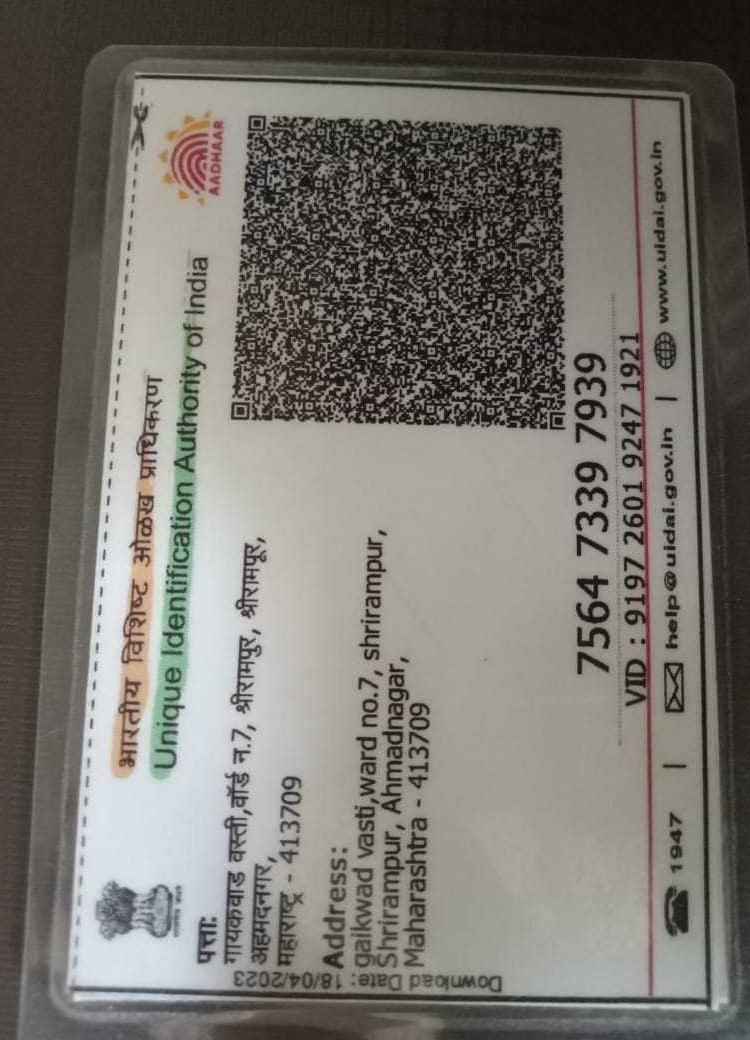 भारतीय विशिष्ट ओळख प्राधिकरण
Unique Identification Authority of India
AADHAAR
पत्ता:
गायकवाड वस्ती,वॉर्ड न.7, श्रीरामपुर, श्रीरामपूर,
अहमदनगर,
महाराष्ट्र - 413709
Address:
gaikwad vasti,ward no.7, shrirampur,
Shrirampur, Ahmadnagar,
Maharashtra - 413709
Download Date: 18/04/2023
7564 7339 7939
VID : 9197 2601 9247 1921
1947 | help@uidai.gov.in | www.uidai.gov.in